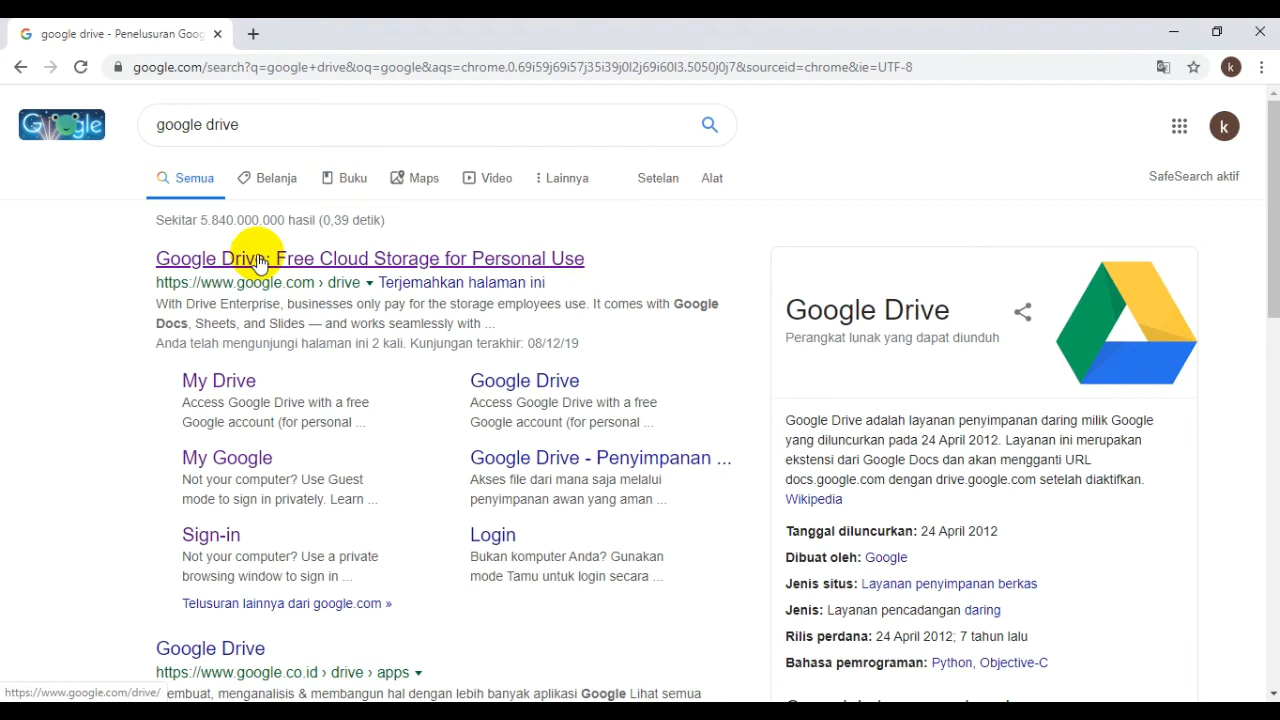 google drive - Penelusuran Goog
google.com/search?q=google+drive&oq=google&aqs=chrome.0.69i59j69i57j35i39j0l2j69i60l3.5050j0j7&sourceid=chrome&ie=UTF-8
k
Google
google drive
k
Semua
Belanja
Buku
Maps
Video
Lainnya
Setelan
Alat
SafeSearch aktif
Sekitar 5.840.000.000 hasil (0,39 detik)
Google Drive: Free Cloud Storage for Personal Use
https://www.google.com › drive ▾ Terjemahkan halaman ini
With Drive Enterprise, businesses only pay for the storage employees use. It comes with Google
Docs, Sheets, and Slides — and works seamlessly with ...
Anda telah mengunjungi halaman ini 2 kali. Kunjungan terakhir: 08/12/19
My Drive
Access Google Drive with a free
Google account (for personal ...
Google Drive
Access Google Drive with a free
Google account (for personal ...
My Google
Not your computer? Use Guest
mode to sign in privately. Learn ...
Google Drive - Penyimpanan ...
Akses file dari mana saja melalui
penyimpanan awan yang aman ...
Sign-in
Not your computer? Use a private
browsing window to sign in ...
Login
Bukan komputer Anda? Gunakan
mode Tamu untuk login secara ...
Telusuran lainnya dari google.com »
Google Drive
https://www.google.co.id › drive › apps ▾
embuat, menganalisis & membangun hal dengan lebih banyak aplikasi Google Lihat semua
https://www.google.com/drive/
Google Drive
Perangkat lunak yang dapat diunduh
Google Drive adalah layanan penyimpanan daring milik Google
yang diluncurkan pada 24 April 2012. Layanan ini merupakan
ekstensi dari Google Docs dan akan mengganti URL
docs.google.com dengan drive.google.com setelah diaktifkan.
Wikipedia
Tanggal diluncurkan: 24 April 2012
Dibuat oleh: Google
Jenis situs: Layanan penyimpanan berkas
Jenis: Layanan pencadangan daring
Rilis perdana: 24 April 2012; 7 tahun lalu
Bahasa pemrograman: Python, Objective-C